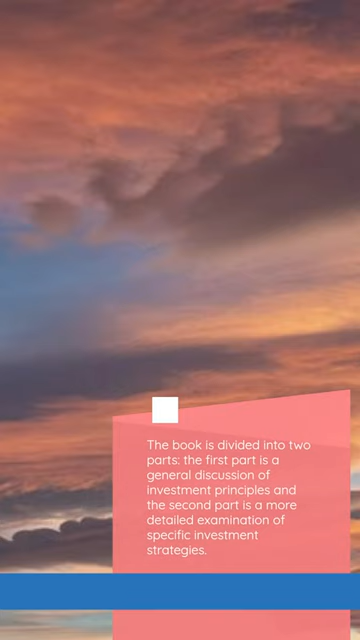 The book is divided into two
parts: the first part is a
general discussion of
investment principles and
the second part is a more
detailed examination of
specific investment
strategies.